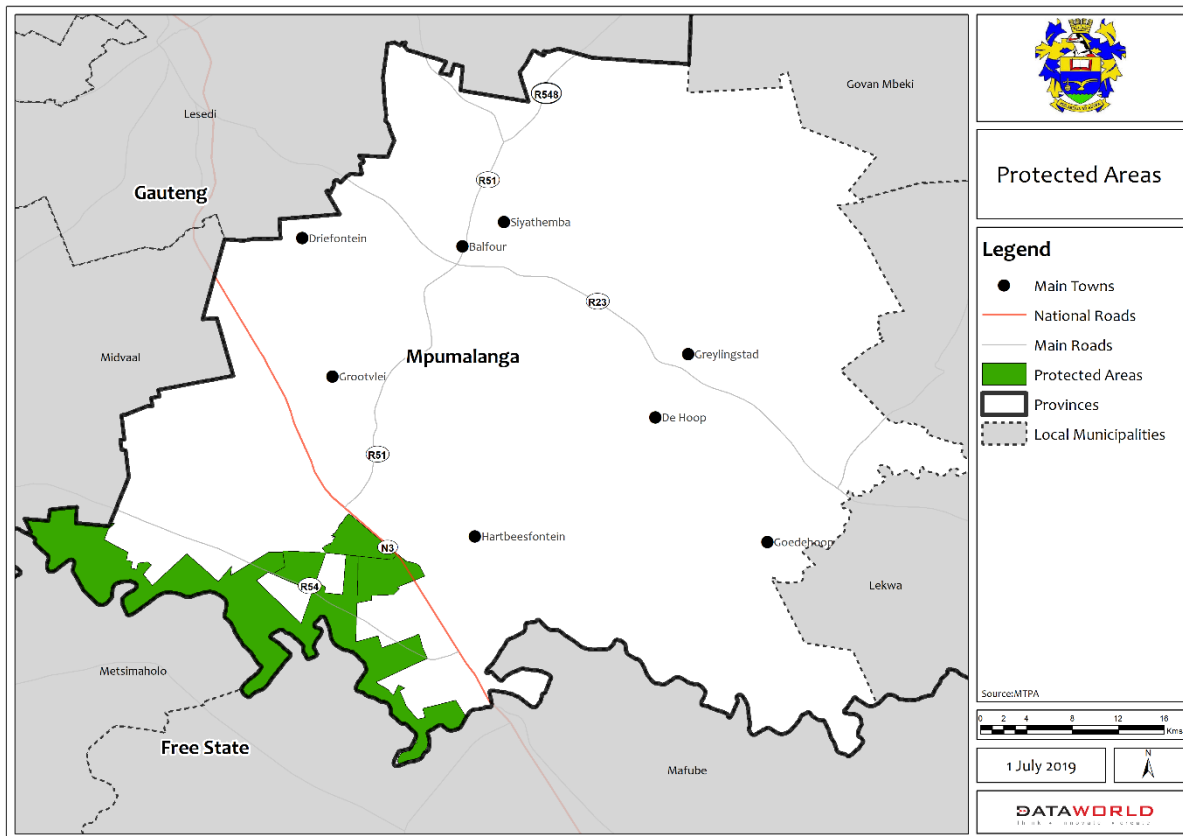 R548
Govan Mbeki
Lesedi
Gauteng
R51
Siyathemba
Driefontein
Balfour
R23
Midvaal
Mpumalanga
Greylingstad
Grootvlei
De Hoop
R51
Hartbeesfontein
N3
Goedehoop
R54
Lekwa
Metsimaholo
Free State
Mafube
Protected Areas
Legend
Main Towns
National Roads
Main Roads
Protected Areas
Provinces
Local Municipalities
Source:MTPA
0 2 4 8 12 16
Kms
1 July 2019
N
DATAWORLD